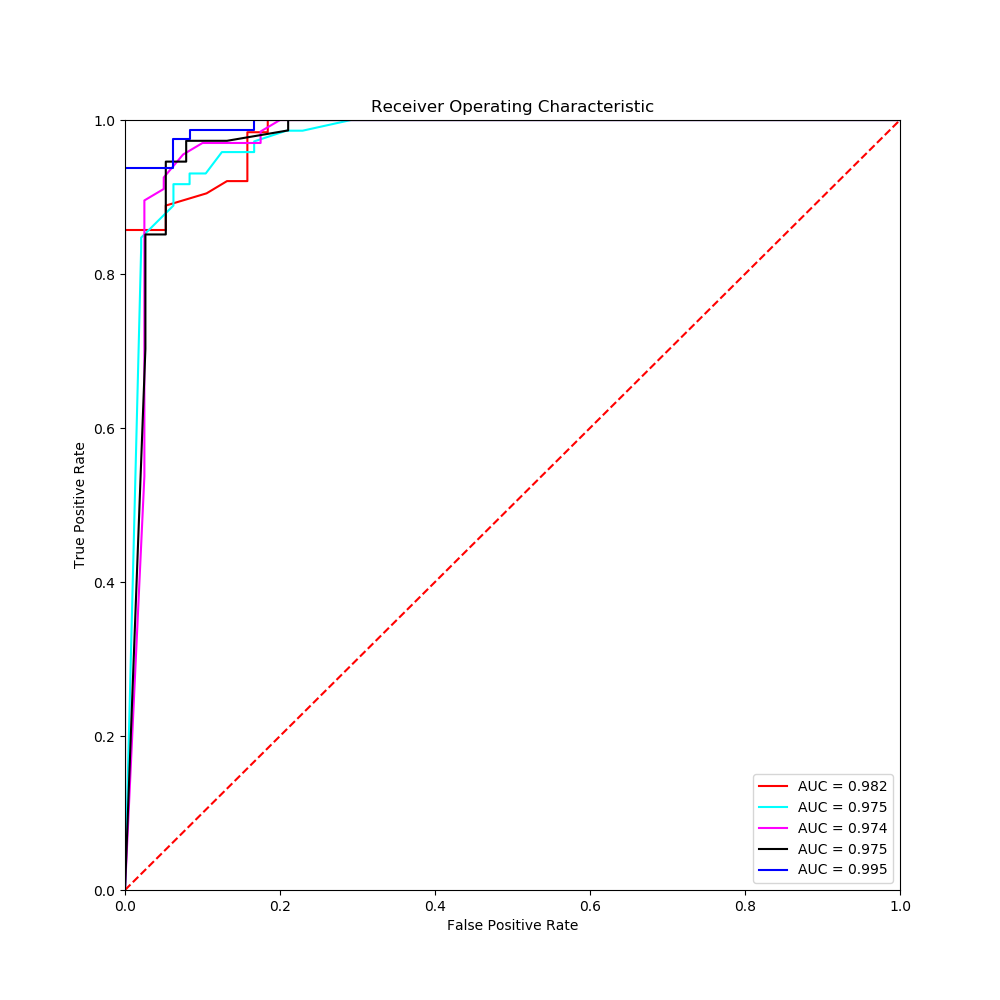 Receiver Operating Characteristic
True Positive Rate
1.0
0.8
0.6
0.4
0.2
0.0
0.0 0.2 0.4 0.6 0.8 1.0
False Positive Rate
AUC = 0.982
AUC = 0.975
AUC = 0.974
AUC = 0.975
AUC = 0.995